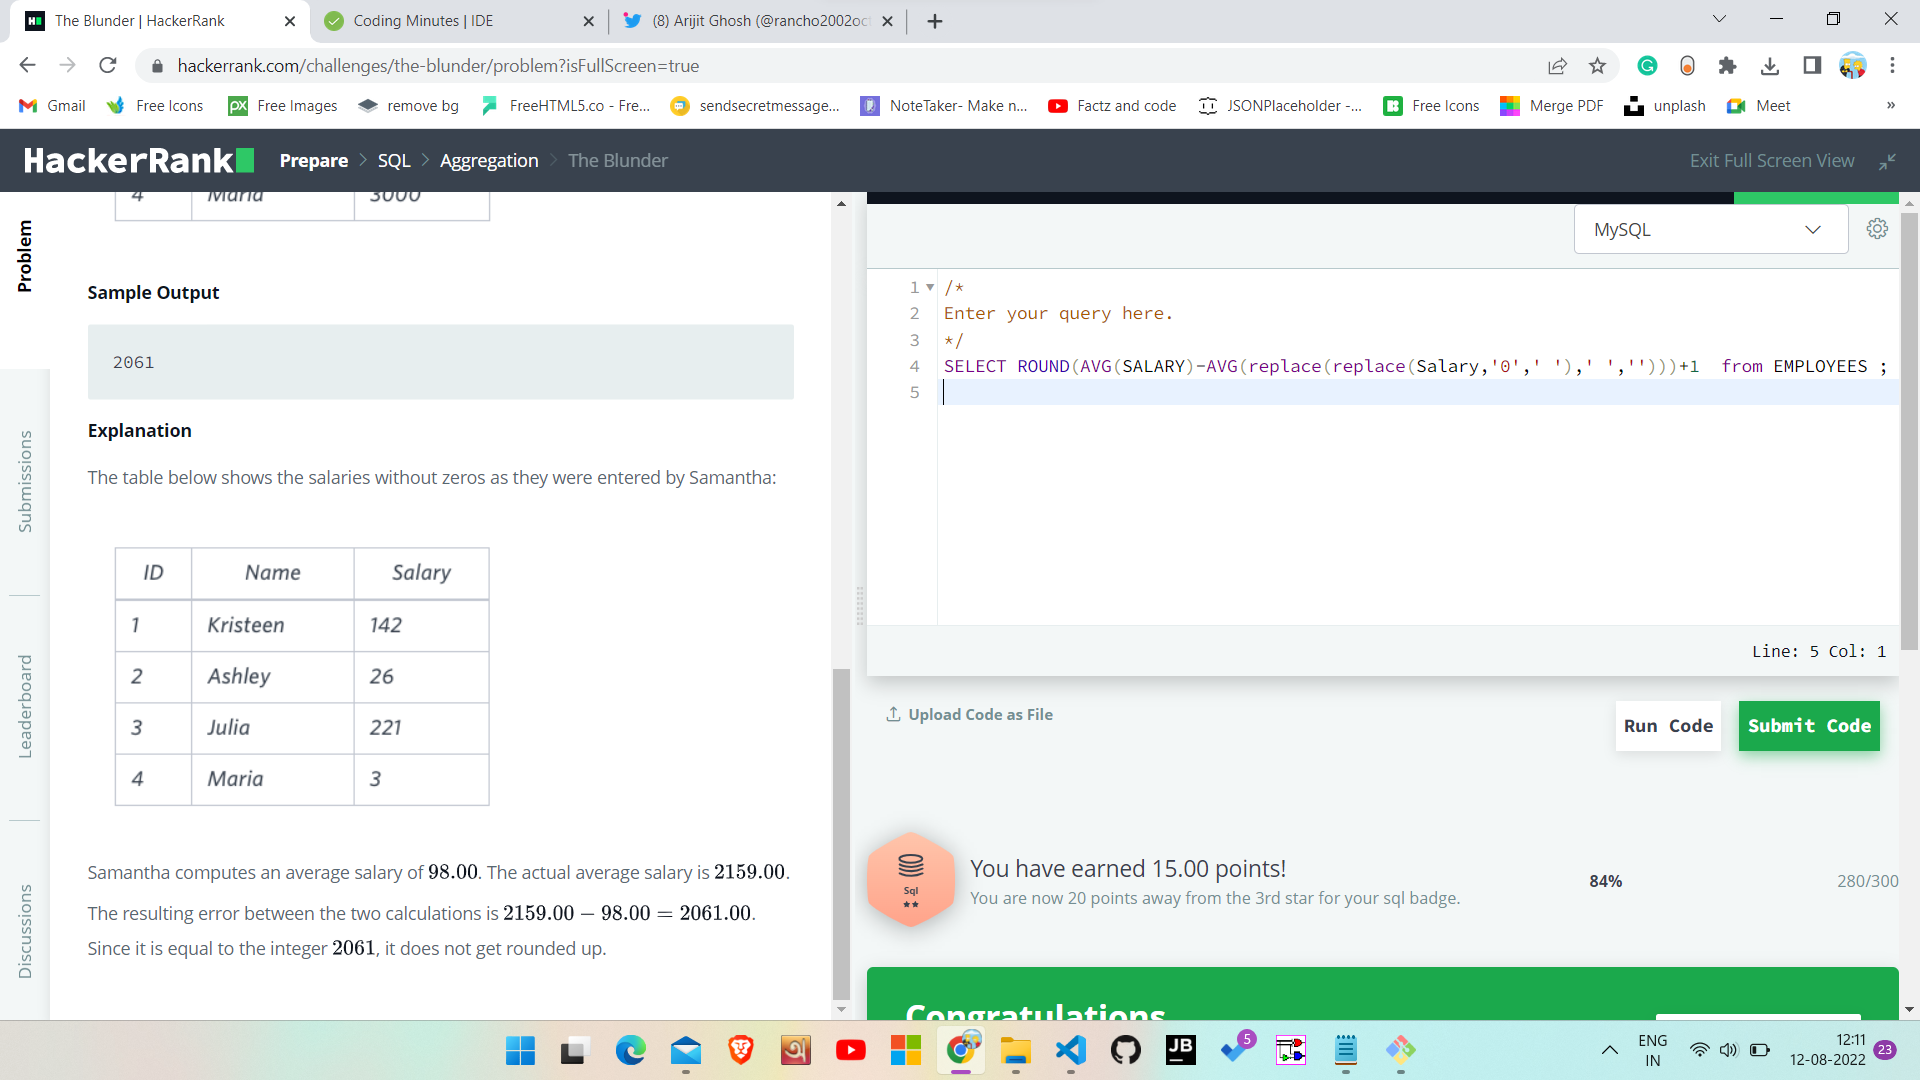 The Blunder | HackerRank
Coding Minutes | IDE
(8) Arijit Ghosh (@rancho2002oct
hackerrank.com/challenges/the-blunder/problem?isFullScreen=true
Gmail
Free Icons
Free Images
remove bg
FreeHTML5.co - Fre...
sendsecretmessage...
NoteTaker- Make n...
Factz and code
JSONPlaceholder -...
Free Icons
Merge PDF
unplash
Meet
»
HackerRank
Prepare > SQL > Aggregation > The Blunder
Exit Full Screen View
Problem
Submissions
Leaderboard
Discussions
4 Maria 3000
Sample Output
2061
Explanation
The table below shows the salaries without zeros as they were entered by Samantha:
ID Name Salary
1 Kristeen 142
2 Ashley 26
3 Julia 221
4 Maria 3
Samantha computes an average salary of 98.00. The actual average salary is 2159.00.
The resulting error between the two calculations is 2159.00 − 98.00 = 2061.00.
Since it is equal to the integer 2061, it does not get rounded up.
MySQL
1 /*
2 Enter your query here.
3 */
4 SELECT ROUND(AVG(SALARY)-AVG(replace(replace(Salary,'0',' '),' ','')))+1  from EMPLOYEES ;
5
Line: 5 Col: 1
Upload Code as File
Run Code
Submit Code
Sql
You have earned 15.00 points!
You are now 20 points away from the 3rd star for your sql badge.
84%
280/300
Congratulations
JB
5
ENG
IN
12:11
12-08-2022
23